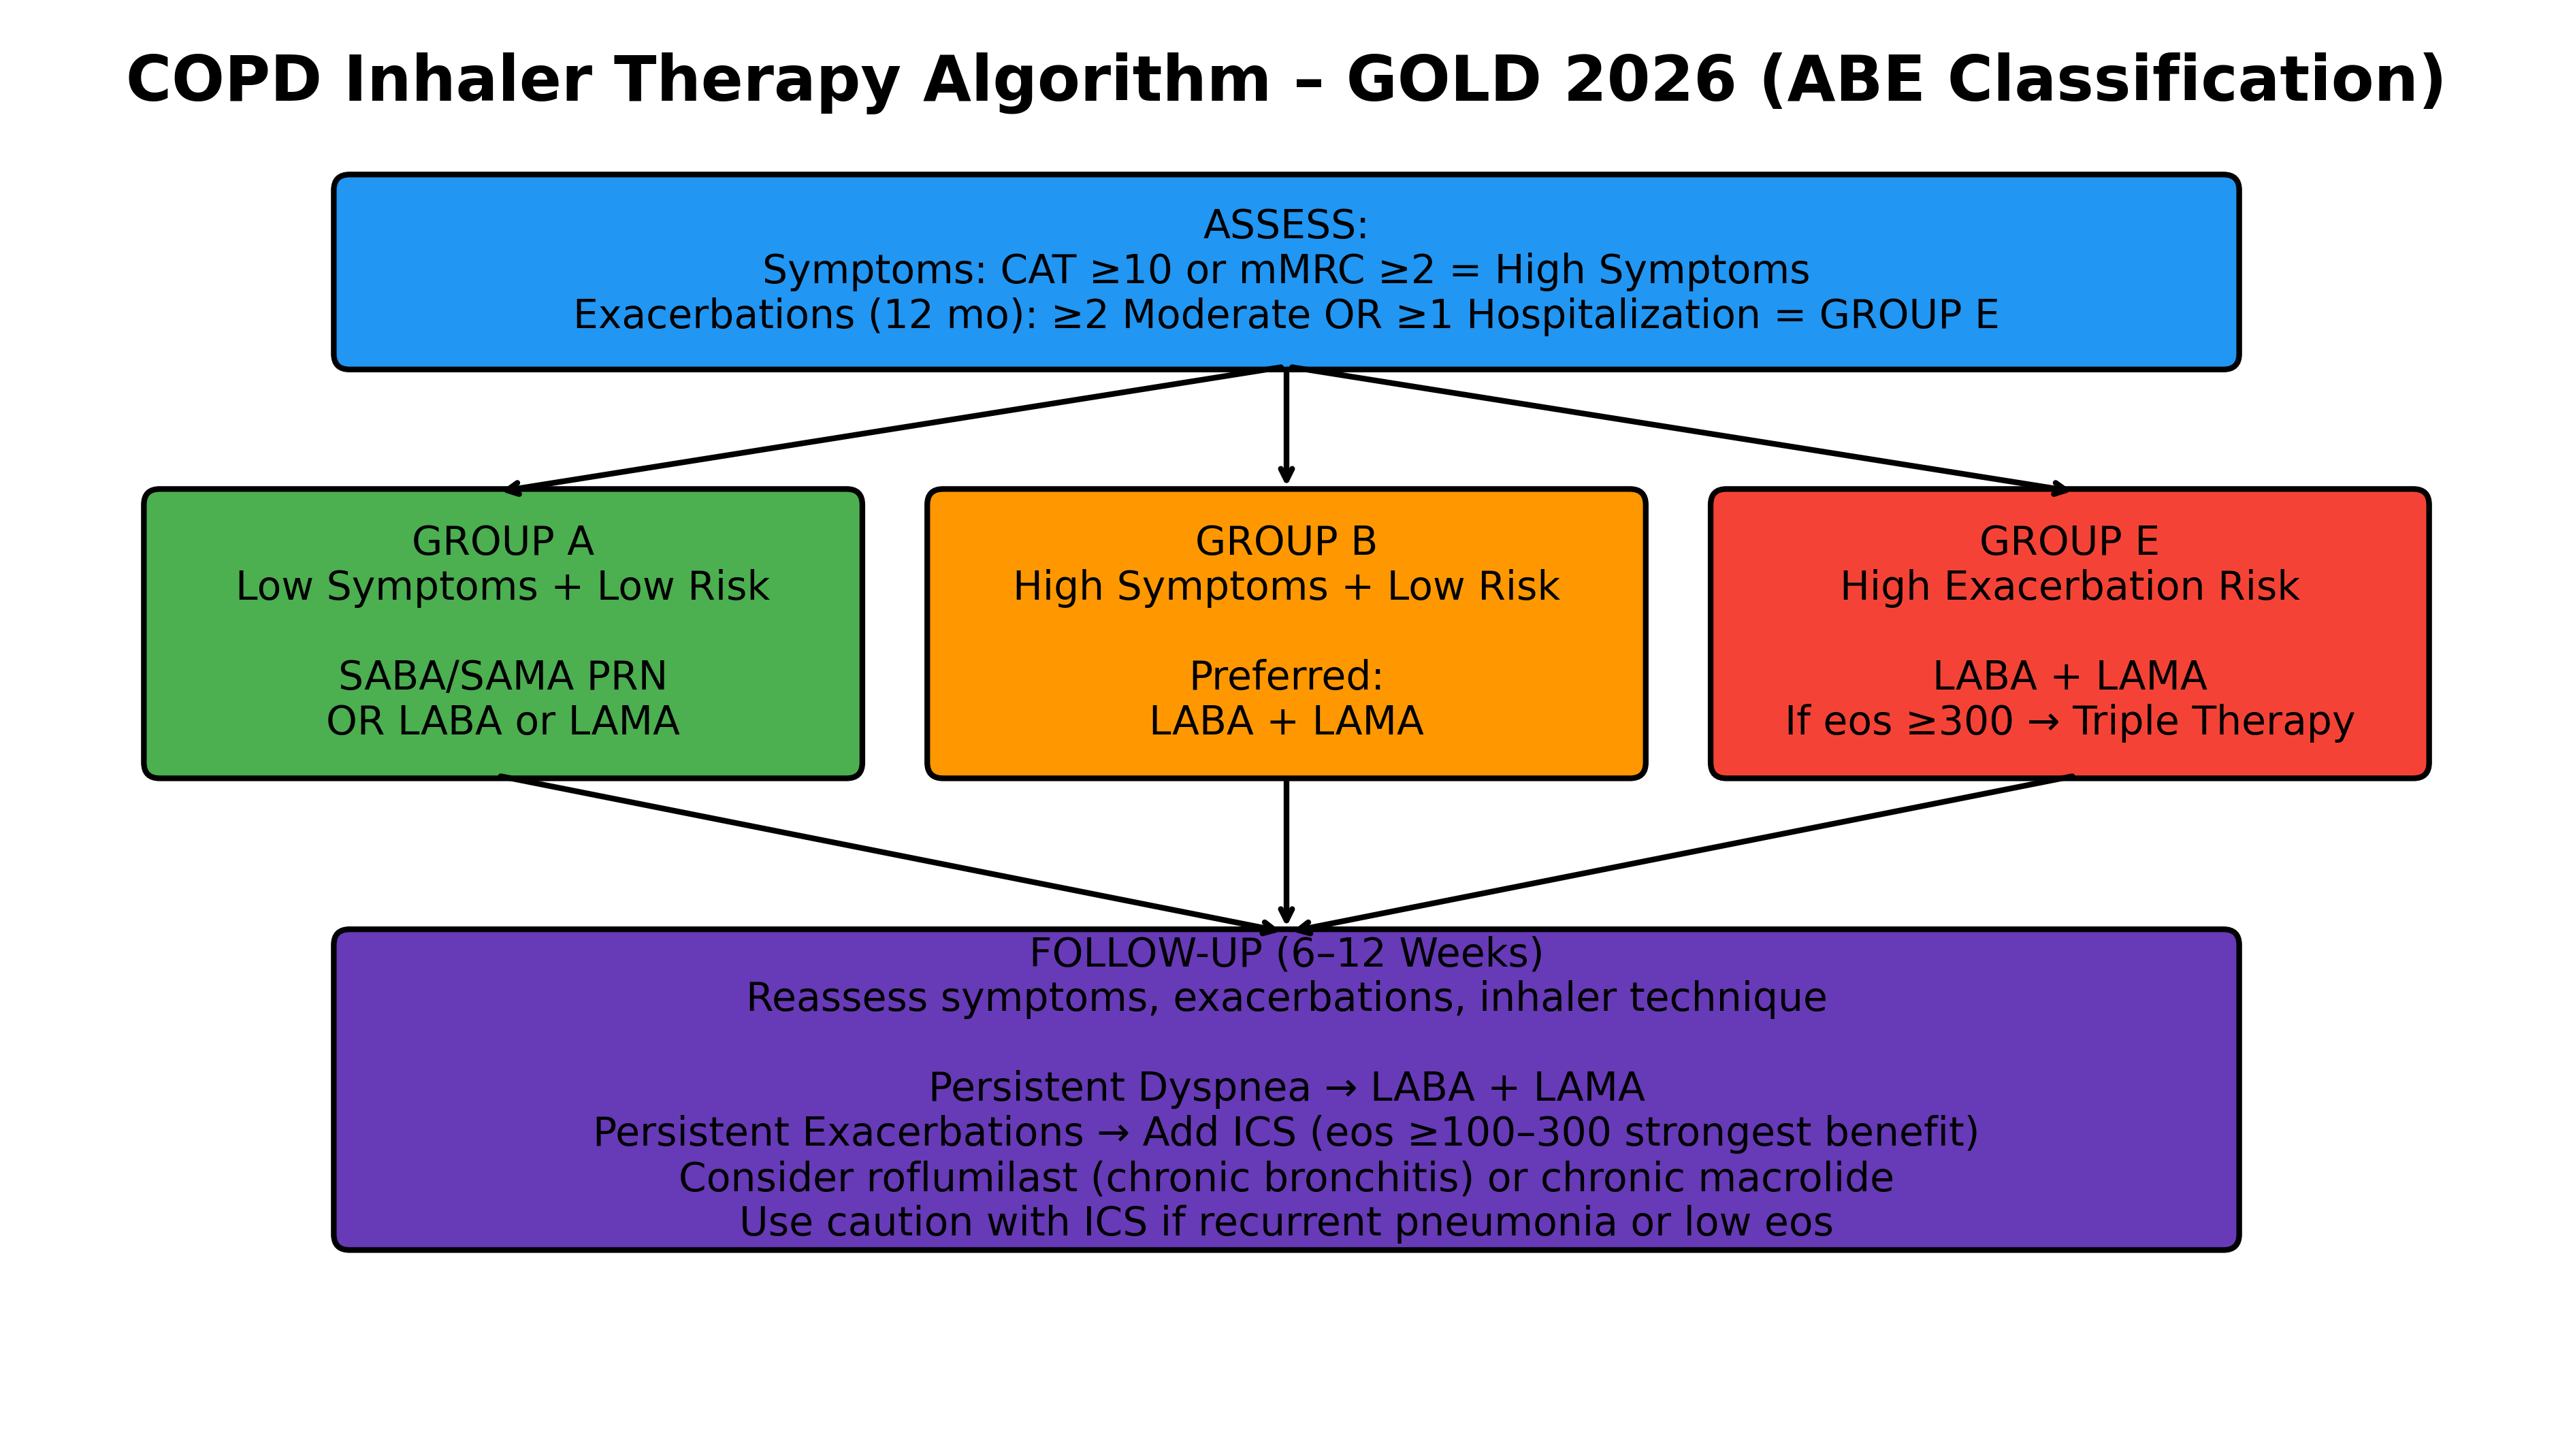 COPD Inhaler Therapy Algorithm – GOLD 2026 (ABE Classification)
ASSESS:
Symptoms: CAT ≥10 or mMRC ≥2 = High Symptoms
Exacerbations (12 mo): ≥2 Moderate OR ≥1 Hospitalization = GROUP E
GROUP A
Low Symptoms + Low Risk
SABA/SAMA PRN
OR LABA or LAMA
GROUP B
High Symptoms + Low Risk
Preferred:
LABA + LAMA
GROUP E
High Exacerbation Risk
LABA + LAMA
If eos ≥300 → Triple Therapy
FOLLOW-UP (6–12 Weeks)
Reassess symptoms, exacerbations, inhaler technique
Persistent Dyspnea → LABA + LAMA
Persistent Exacerbations → Add ICS (eos ≥100–300 strongest benefit)
Consider roflumilast (chronic bronchitis) or chronic macrolide
Use caution with ICS if recurrent pneumonia or low eos